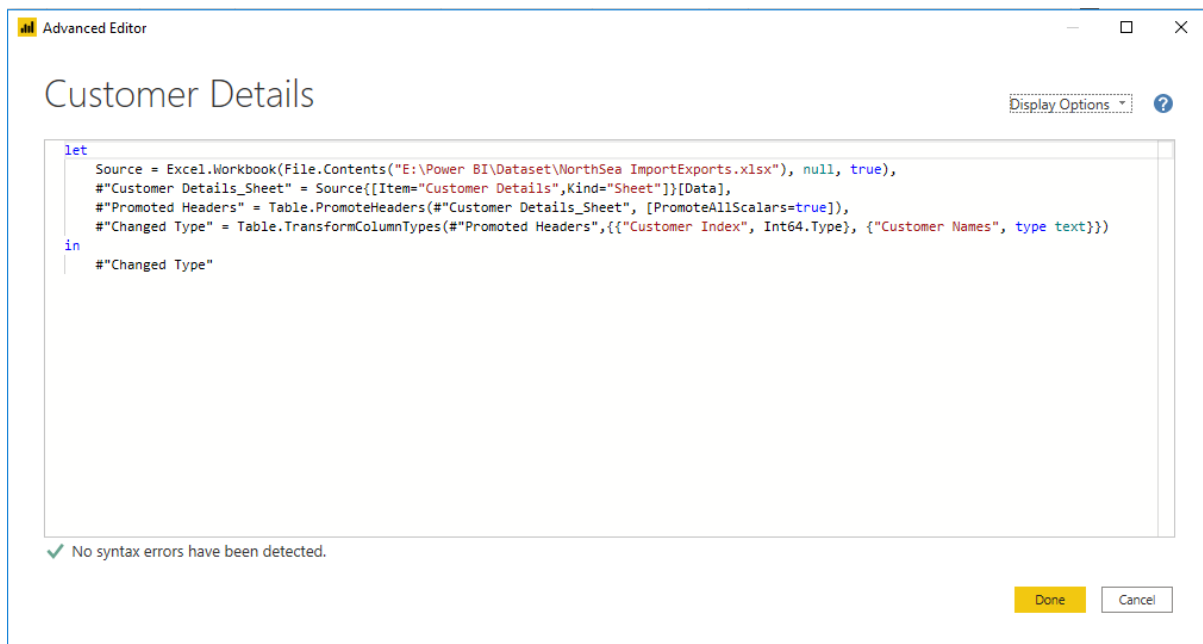 Advanced Editor
Customer Details
Display Options
?
let
Source = Excel.Workbook(File.Contents("E:\Power BI\Dataset\NorthSea ImportExports.xlsx"), null, true),
#"Customer Details_Sheet" = Source{[Item="Customer Details",Kind="Sheet"]}[Data],
#"Promoted Headers" = Table.PromoteHeaders(#"Customer Details_Sheet", [PromoteAllScalars=true]),
#"Changed Type" = Table.TransformColumnTypes(#"Promoted Headers",{{"Customer Index", Int64.Type}, {"Customer Names", type text}})
in
#"Changed Type"
No syntax errors have been detected.
Done
Cancel